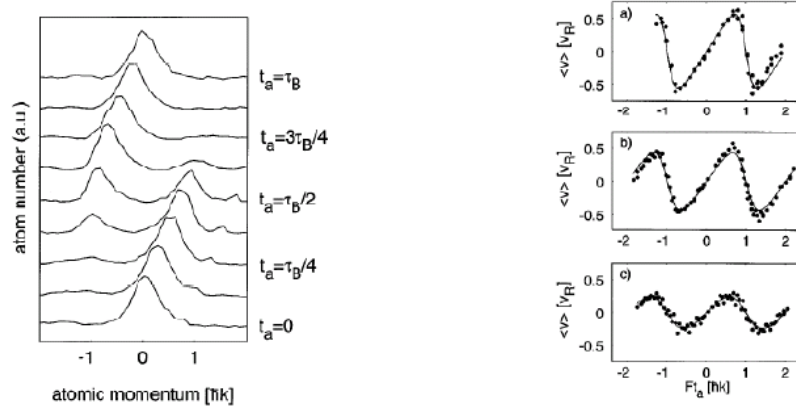 atom number (a.u)
t_a=τ_B
t_a=3τ_B/4
t_a=τ_B/2
t_a=τ_B/4
t_a=0
-1 0 1
atomic momentum [ħk]
a)
<v> [v_R]
0.5
0
-0.5
-2 -1 0 1 2
b)
<v> [v_R]
0.5
0
-0.5
-2 -1 0 1 2
c)
<v> [v_R]
0.5
0
-0.5
-2 -1 0 1 2
Ft_a [ħk]